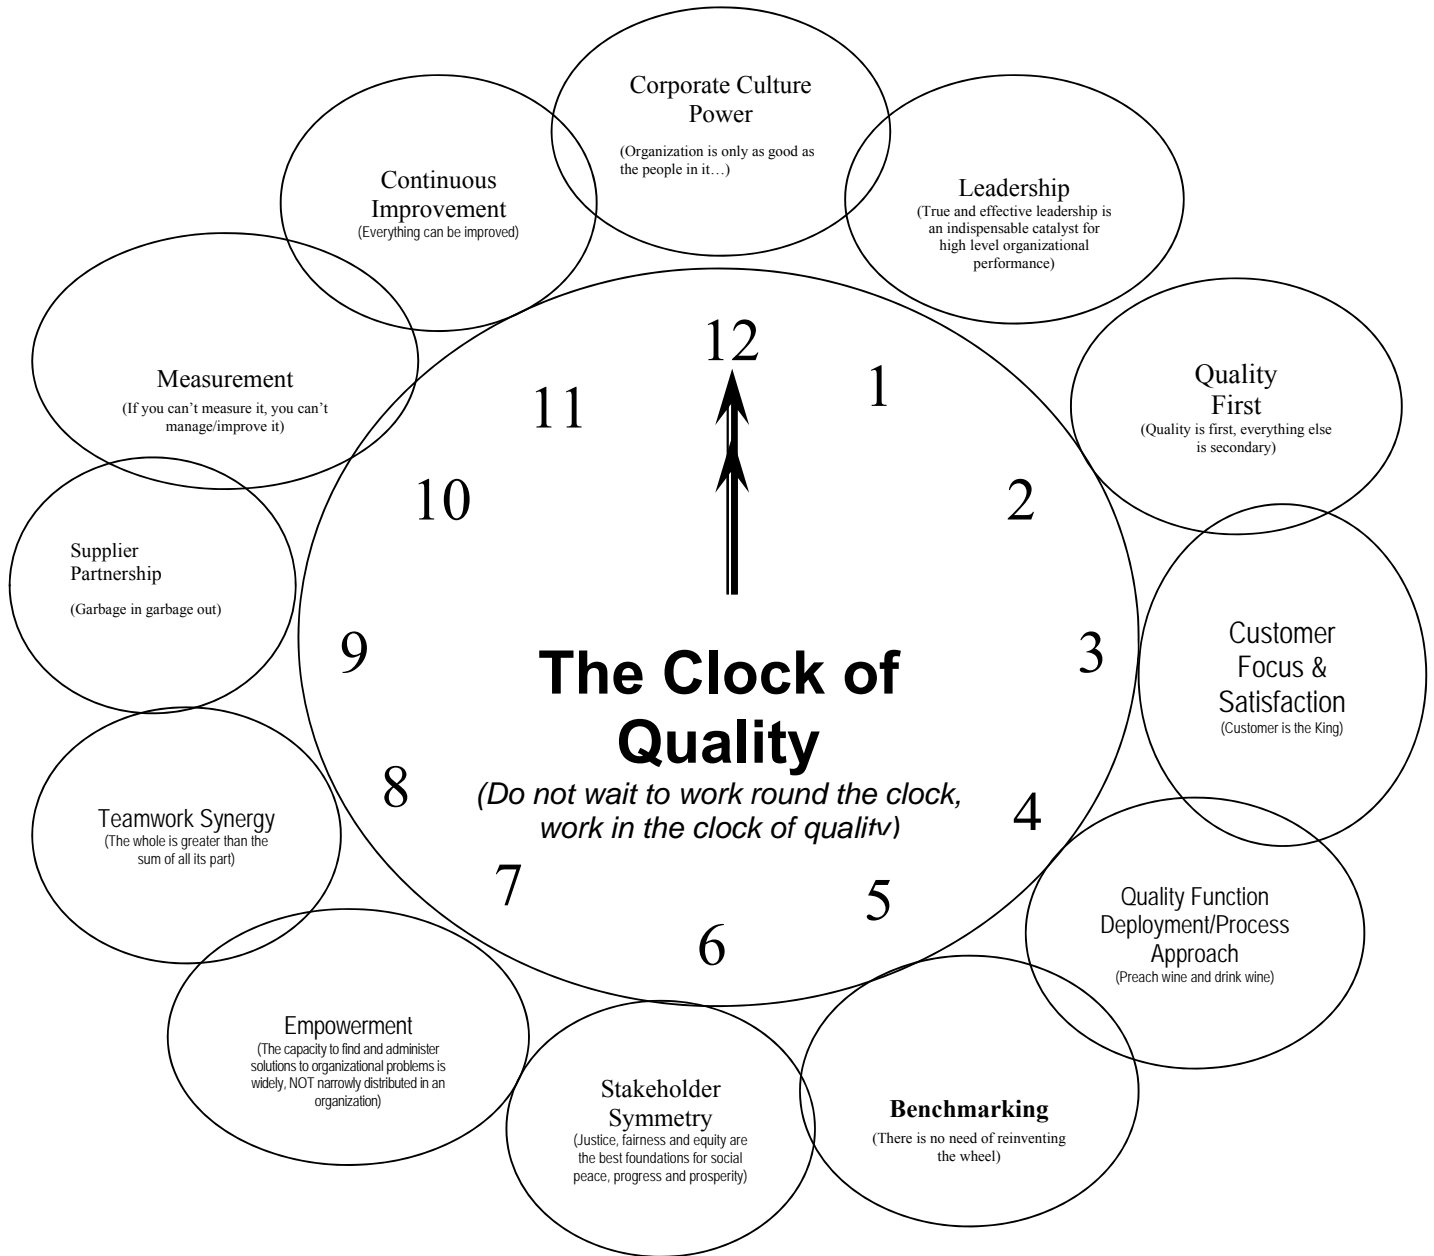 Corporate Culture
Power
(Organization is only as good as
the people in it…)
Leadership
(True and effective leadership is
an indispensable catalyst for
high level organizational
performance)
Quality
First
(Quality is first, everything else
is secondary)
Customer
Focus &
Satisfaction
(Customer is the King)
Quality Function
Deployment/Process
Approach
(Preach wine and drink wine)
Benchmarking
(There is no need of reinventing
the wheel)
Stakeholder
Symmetry
(Justice, fairness and equity are
the best foundations for social
peace, progress and prosperity)
Empowerment
(The capacity to find and administer
solutions to organizational problems is
widely, NOT narrowly distributed in an
organization)
Teamwork Synergy
(The whole is greater than the
sum of all its part)
Supplier
Partnership
(Garbage in garbage out)
Measurement
(If you can’t measure it, you can’t
manage/improve it)
Continuous
Improvement
(Everything can be improved)
12
1
2
3
4
5
6
7
8
9
10
11
The Clock of
Quality
(Do not wait to work round the clock,
work in the clock of quality)